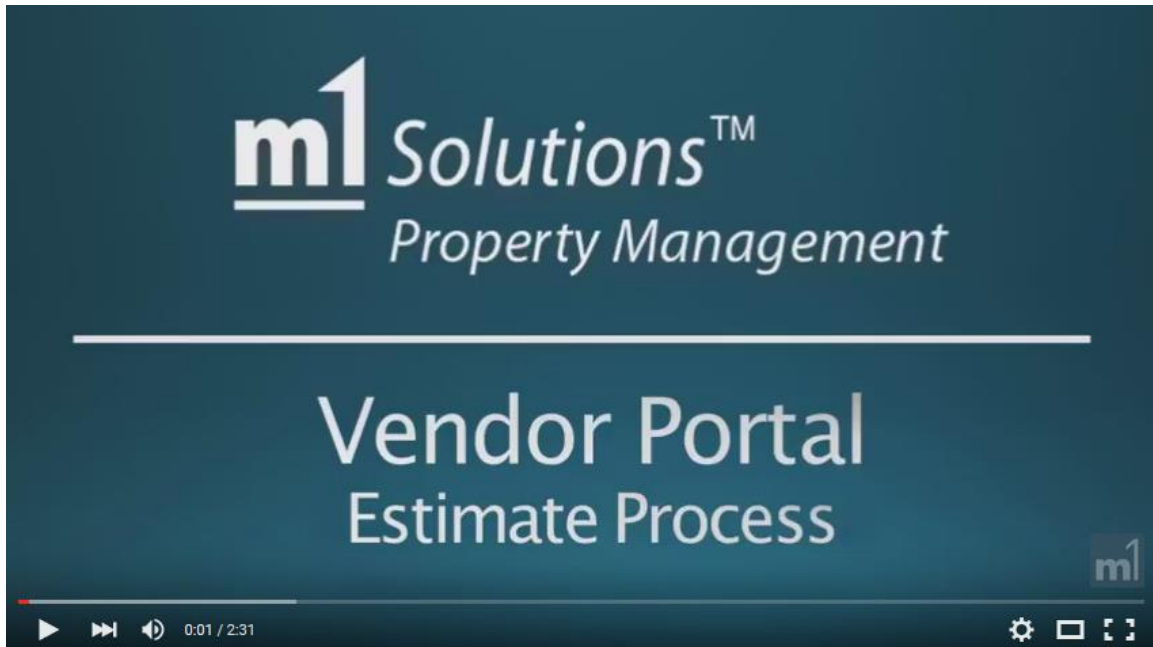 m1 Solutions™
Property Management
Vendor Portal
Estimate Process
m1
0:01 / 2:31